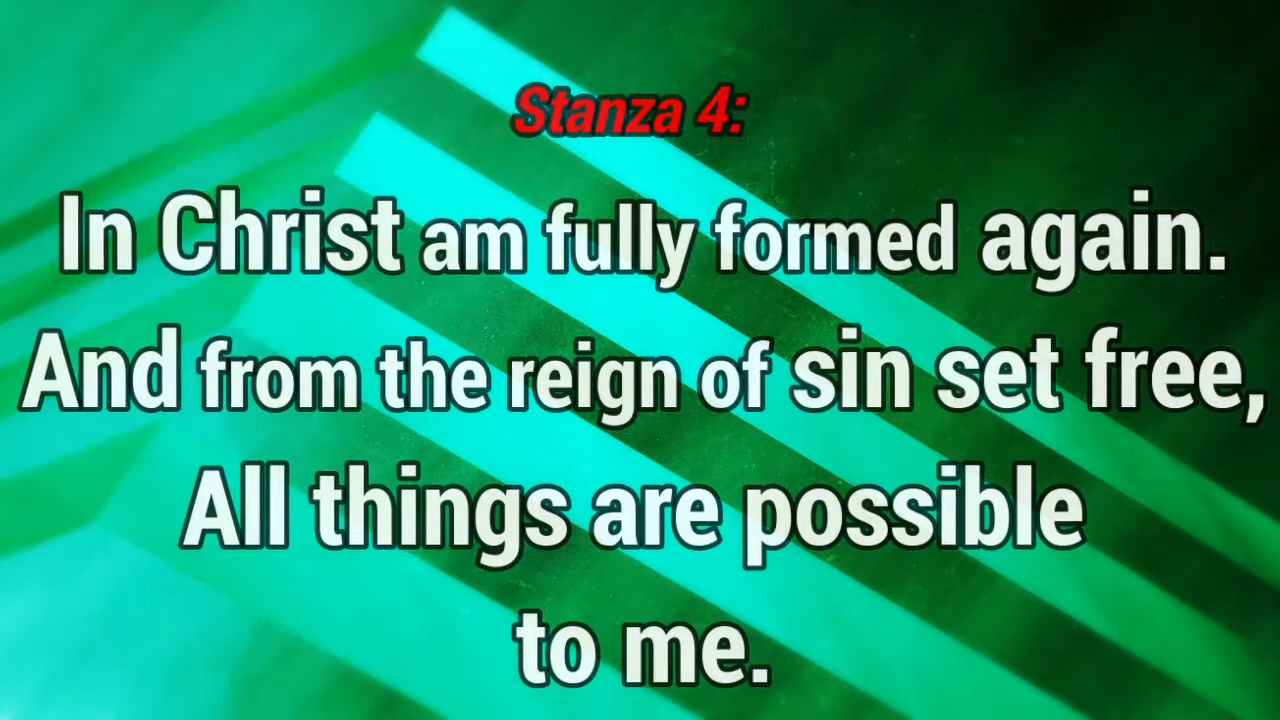 Stanza 4:
In Christ am fully formed again.
And from the reign of sin set free,
All things are possible
to me.